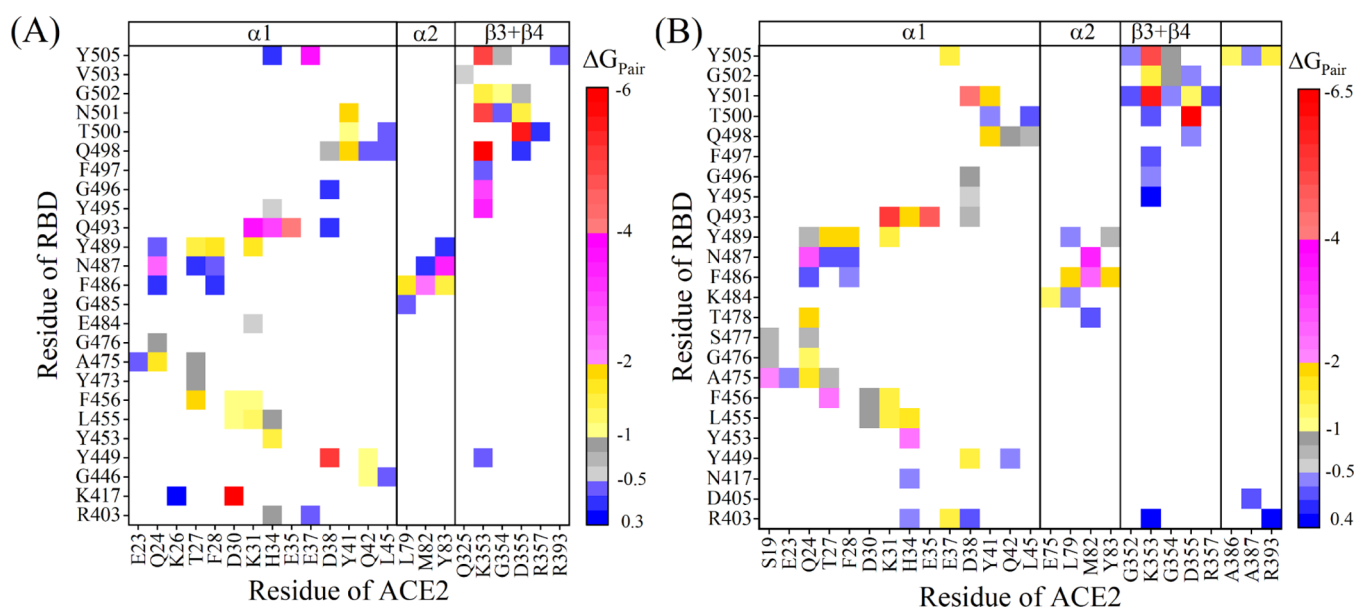 (A)
α1
α2
β3+β4
Y505
V503
G502
N501
T500
Q498
F497
G496
Y495
Q493
Y489
N487
F486
G485
E484
G476
A475
Y473
F456
L455
Y453
Y449
G446
K417
R403
Residue of RBD
E23
Q24
K26
T27
F28
D30
K31
H34
E35
E37
D38
Y41
Q42
L45
L79
M82
Y83
Q325
K353
G354
D355
R357
R393
Residue of ACE2
ΔG_Pair
-6
-4
-2
-1
-0.5
0.3
(B)
α1
α2
β3+β4
Y505
G502
Y501
T500
Q498
F497
G496
Y495
Q493
Y489
N487
F486
K484
T478
S477
G476
A475
F456
L455
Y453
Y449
N417
D405
R403
Residue of RBD
S19
E23
Q24
T27
F28
D30
K31
H34
E35
E37
D38
Y41
Q42
L45
E75
L79
M82
Y83
G352
K353
G354
D355
R357
A386
A387
R393
Residue of ACE2
ΔG_Pair
-6.5
-4
-2
-1
-0.5
0.4